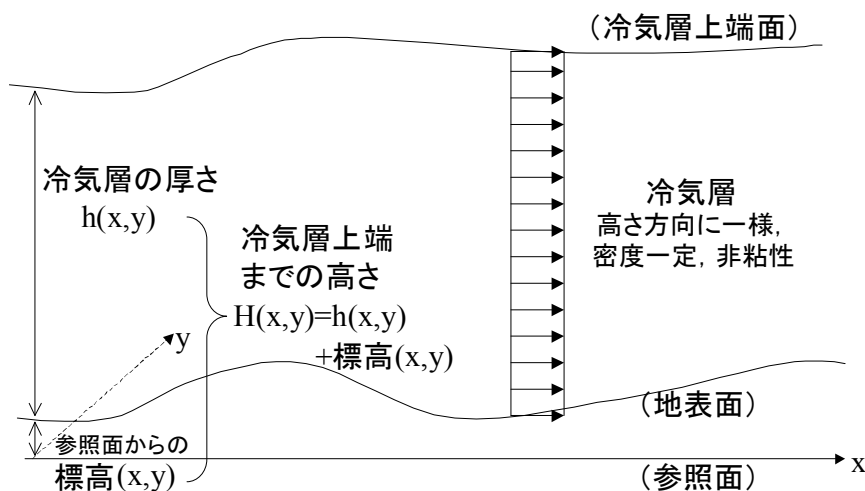 (冷気層上端面)
冷気層の厚さ
h(x,y)
冷気層上端
までの高さ
H(x,y)=h(x,y)
+標高(x,y)
冷気層
高さ方向に一様,
密度一定, 非粘性
y
(地表面)
参照面からの
標高(x,y)
x
(参照面)